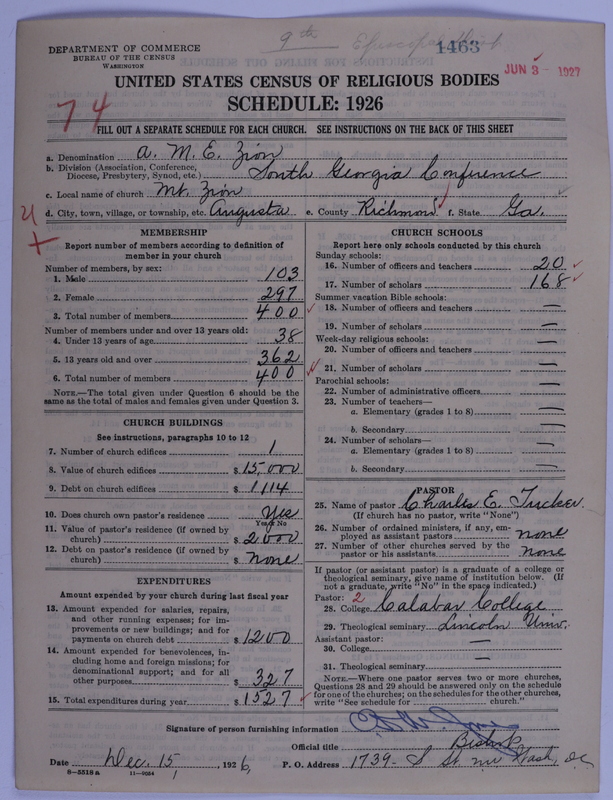 9th Episcopal Dist
1463
DEPARTMENT OF COMMERCE
BUREAU OF THE CENSUS
WASHINGTON
JUN 3 - 1927
UNITED STATES CENSUS OF RELIGIOUS BODIES
SCHEDULE: 1926
74
FILL OUT A SEPARATE SCHEDULE FOR EACH CHURCH. SEE INSTRUCTIONS ON THE BACK OF THIS SHEET
a. Denomination A. M. E. Zion
b. Division (Association, Conference, Diocese, Presbytery, Synod, etc.) South Georgia Conference
c. Local name of church Mt. Zion
d. City, town, village, or township, etc. Augusta e. County Richmond f. State Ga.
MEMBERSHIP
Report number of members according to definition of
member in your church
Number of members, by sex:
1. Male 103
2. Female 297
3. Total number of members 400
Number of members under and over 13 years old:
4. Under 13 years of age 38
5. 13 years old and over 362
6. Total number of members 400
NOTE.—The total given under Question 6 should be the
same as the total of males and females given under Question 3.
CHURCH BUILDINGS
See instructions, paragraphs 10 to 12
7. Number of church edifices 1
8. Value of church edifices $ 15,000
9. Debt on church edifices $ 1114
10. Does church own pastor's residence Yes
Yes or No
11. Value of pastor's residence (if owned by
church) $ 2,000
12. Debt on pastor's residence (if owned by
church) $ none
EXPENDITURES
Amount expended by your church during last fiscal year
13. Amount expended for salaries, repairs,
and other running expenses; for im-
provements or new buildings; and for
payments on church debt $ 1200
14. Amount expended for benevolences, in-
cluding home and foreign missions; for
denominational support; and for all
other purposes $ 327
15. Total expenditures during year $ 1527
CHURCH SCHOOLS
Report here only schools conducted by this church
Sunday schools:
16. Number of officers and teachers 20
17. Number of scholars 168
Summer vacation Bible schools:
18. Number of officers and teachers —
19. Number of scholars —
Week-day religious schools:
20. Number of officers and teachers —
21. Number of scholars —
Parochial schools:
22. Number of administrative officers —
23. Number of teachers—
a. Elementary (grades 1 to 8) —
b. Secondary —
24. Number of scholars—
a. Elementary (grades 1 to 8) —
b. Secondary —
PASTOR
25. Name of pastor Charles E. Tucker.
(If church has no pastor, write "None")
26. Number of ordained ministers, if any, em-
ployed as assistant pastors none
27. Number of other churches served by the
pastor or his assistants none
If pastor (or assistant pastor) is a graduate of a college or
theological seminary, give name of institution below. (If
not a graduate, write "No" in the space indicated.)
Pastor: 2
28. College Calabar College
29. Theological seminary Lincoln Univ.
Assistant pastor:
30. College —
31. Theological seminary —
NOTE.—Where one pastor serves two or more churches,
Questions 28 and 29 should be answered only on the schedule
for one of the churches; on the schedules for the other churches,
write "See schedule for church."
Signature of person furnishing information
Official title Bishop
Date Dec. 15, 1926, P. O. Address 1739 - S St. nw Wash, DC
8—5518a 11—9054